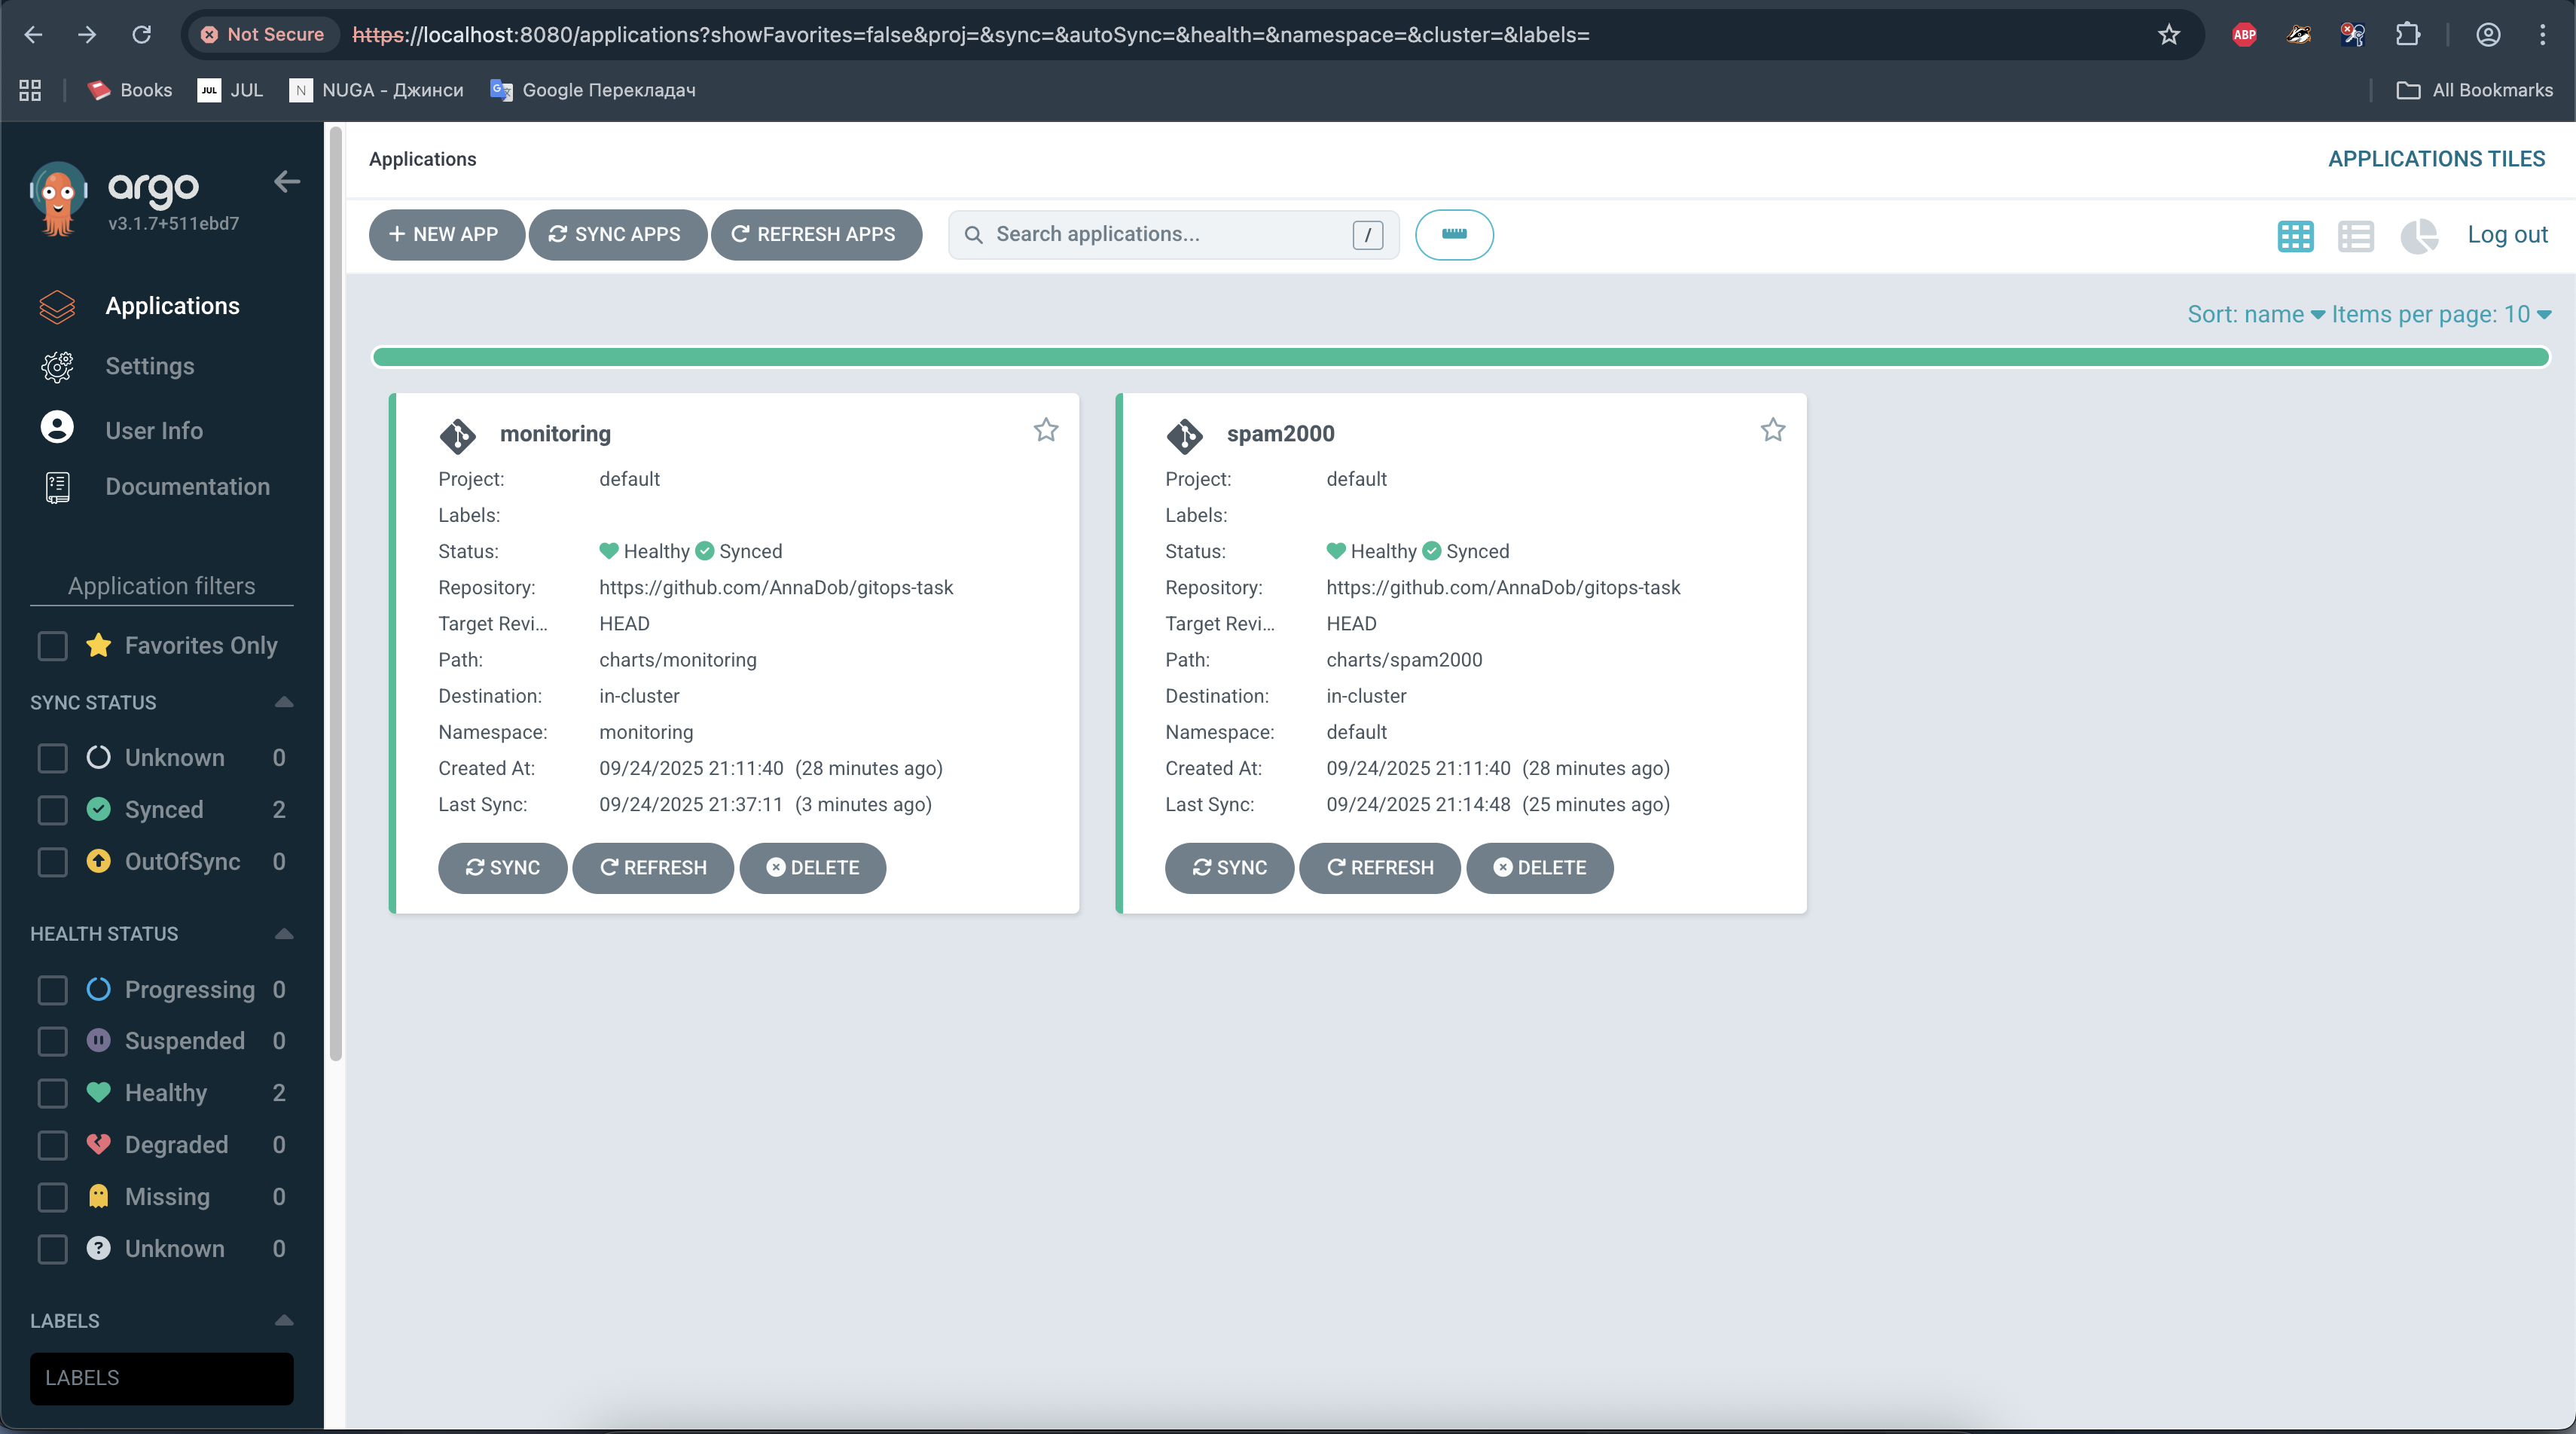 Not Secure https://localhost:8080/applications?showFavorites=false&proj=&sync=&autoSync=&health=&namespace=&cluster=&labels= ABP
Books JUL JUL N NUGA - Джинси Google Перекладач All Bookmarks
argo
v3.1.7+511ebd7
Applications
Settings
User Info
Documentation
Application filters
Favorites Only
SYNC STATUS
Unknown 0
Synced 2
OutOfSync 0
HEALTH STATUS
Progressing 0
Suspended 0
Healthy 2
Degraded 0
Missing 0
Unknown 0
LABELS
LABELS
Applications APPLICATIONS TILES
+ NEW APP SYNC APPS REFRESH APPS Search applications... / Log out
Sort: name Items per page: 10
monitoring
Project: default
Labels:
Status: Healthy Synced
Repository: https://github.com/AnnaDob/gitops-task
Target Revi... HEAD
Path: charts/monitoring
Destination: in-cluster
Namespace: monitoring
Created At: 09/24/2025 21:11:40 (28 minutes ago)
Last Sync: 09/24/2025 21:37:11 (3 minutes ago)
SYNC REFRESH DELETE
spam2000
Project: default
Labels:
Status: Healthy Synced
Repository: https://github.com/AnnaDob/gitops-task
Target Revi... HEAD
Path: charts/spam2000
Destination: in-cluster
Namespace: default
Created At: 09/24/2025 21:11:40 (28 minutes ago)
Last Sync: 09/24/2025 21:14:48 (25 minutes ago)
SYNC REFRESH DELETE